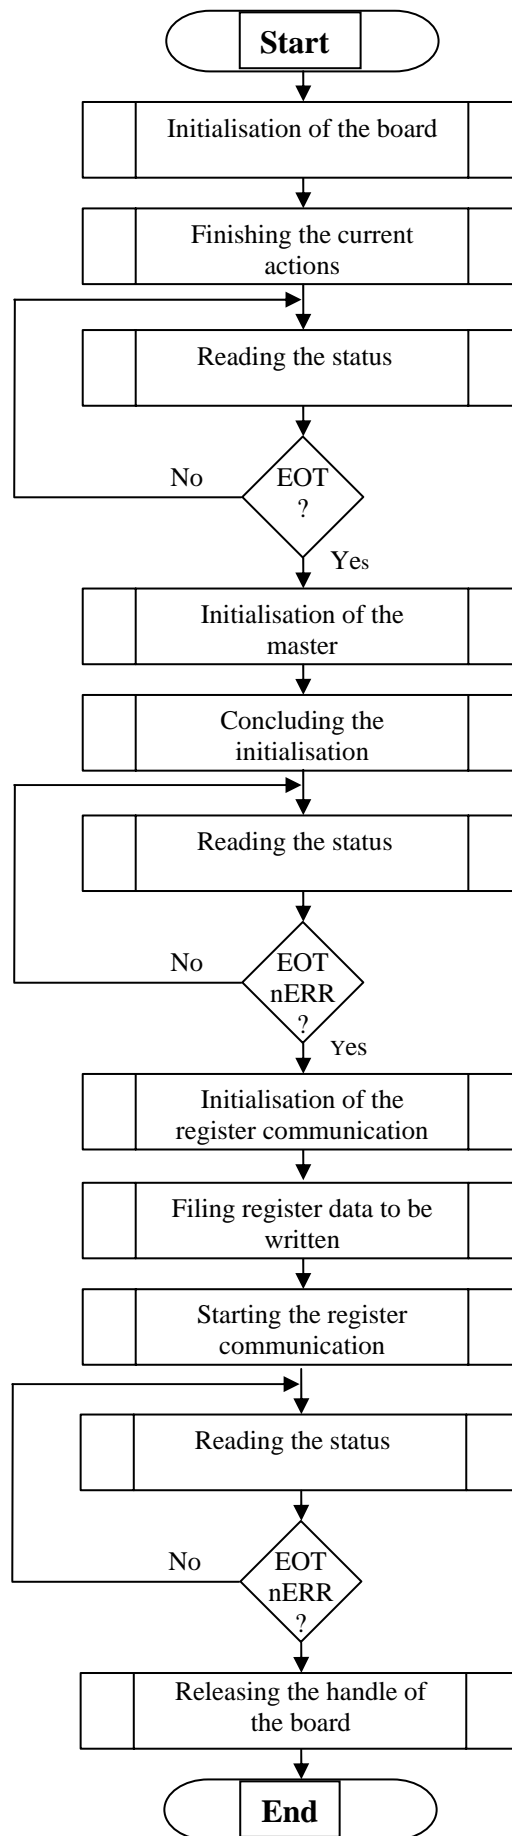 Start
Initialisation of the board
Finishing the current
actions
Reading the status
No
EOT
?
Yes
Initialisation of the
master
Concluding the
initialisation
Reading the status
No
EOT
nERR
?
Yes
Initialisation of the
register communication
Filing register data to be
written
Starting the register
communication
Reading the status
No
EOT
nERR
?
Releasing the handle of
the board
End